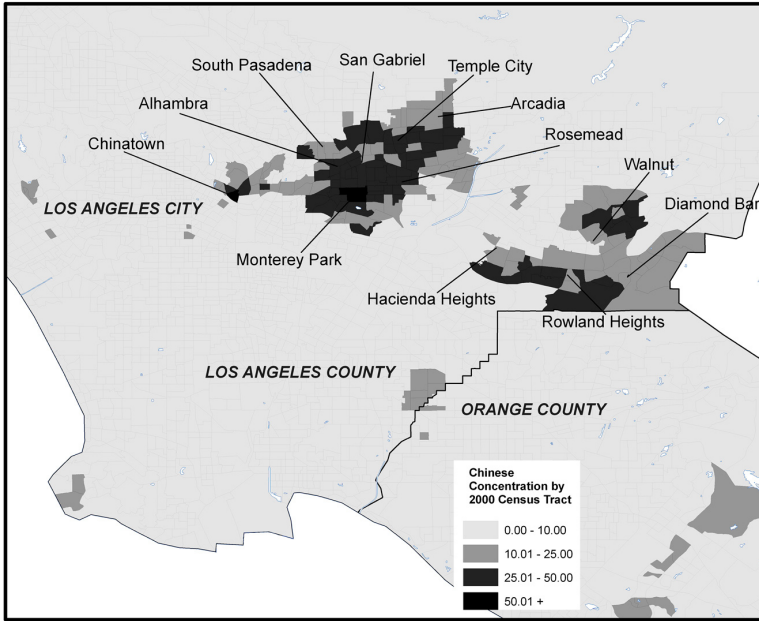 San Gabriel
South Pasadena
Temple City
Alhambra
Arcadia
Chinatown
Rosemead
Walnut
LOS ANGELES CITY
Diamond Bar
Monterey Park
Hacienda Heights
Rowland Heights
LOS ANGELES COUNTY
ORANGE COUNTY
Chinese
Concentration by
2000 Census Tract
0.00 - 10.00
10.01 - 25.00
25.01 - 50.00
50.01 +